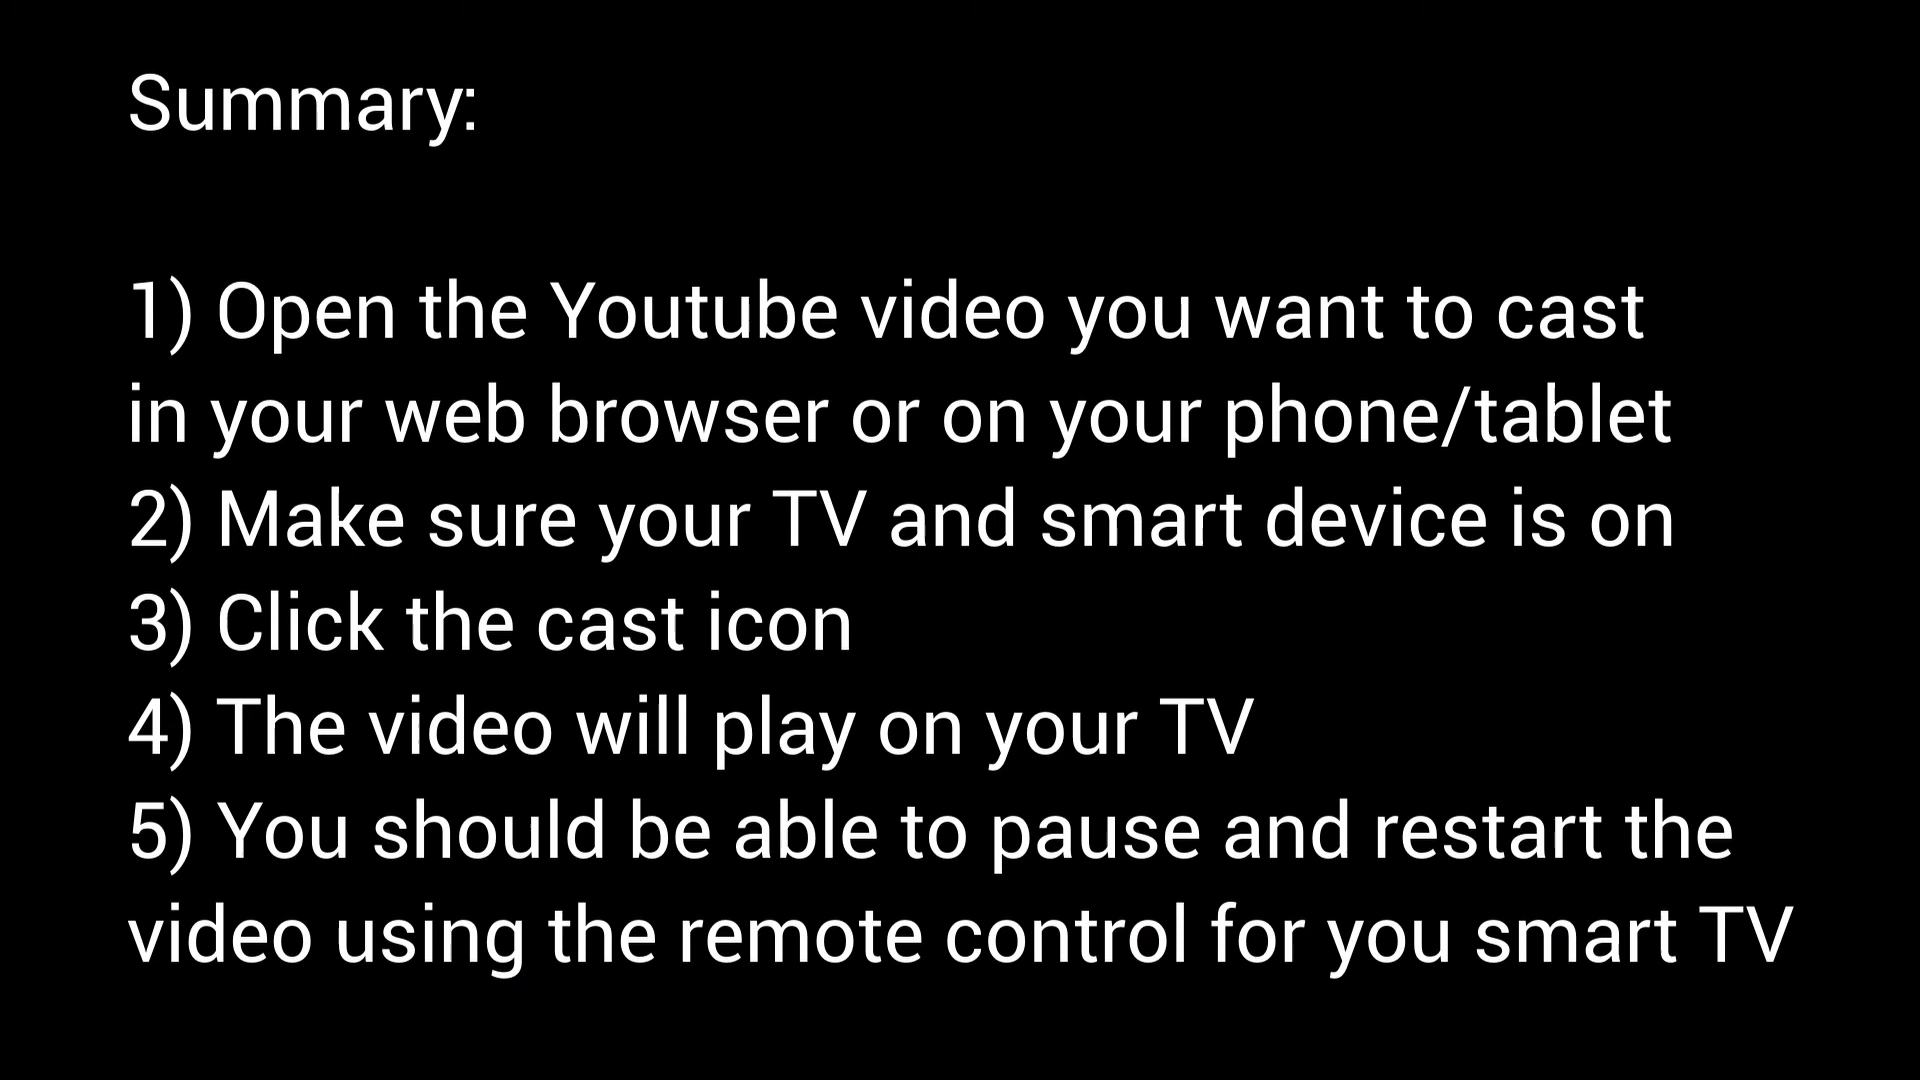 Summary:
1) Open the Youtube video you want to cast
in your web browser or on your phone/tablet
2) Make sure your TV and smart device is on
3) Click the cast icon
4) The video will play on your TV
5) You should be able to pause and restart the
video using the remote control for you smart TV